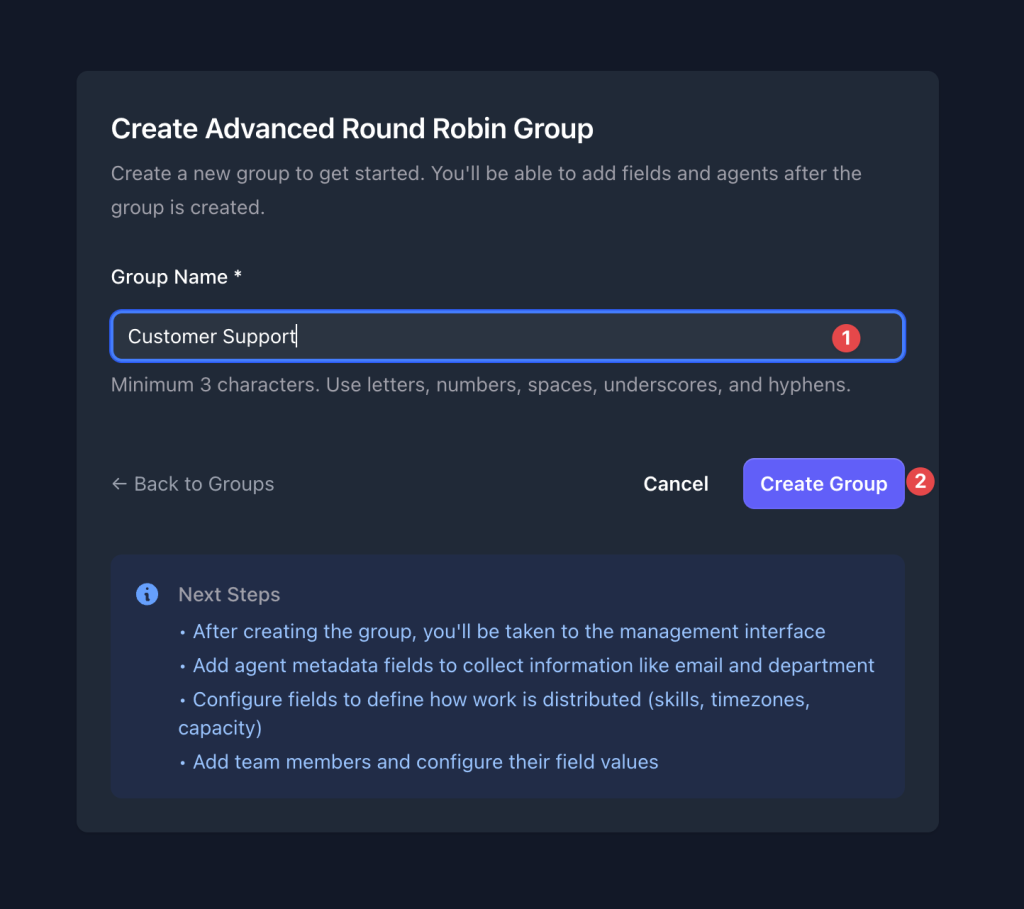 Create Advanced Round Robin Group
Create a new group to get started. You'll be able to add fields and agents after the
group is created.
Group Name *
Customer Support
1
Minimum 3 characters. Use letters, numbers, spaces, underscores, and hyphens.
← Back to Groups
Cancel
Create Group
2
Next Steps
• After creating the group, you'll be taken to the management interface
• Add agent metadata fields to collect information like email and department
• Configure fields to define how work is distributed (skills, timezones,
capacity)
• Add team members and configure their field values